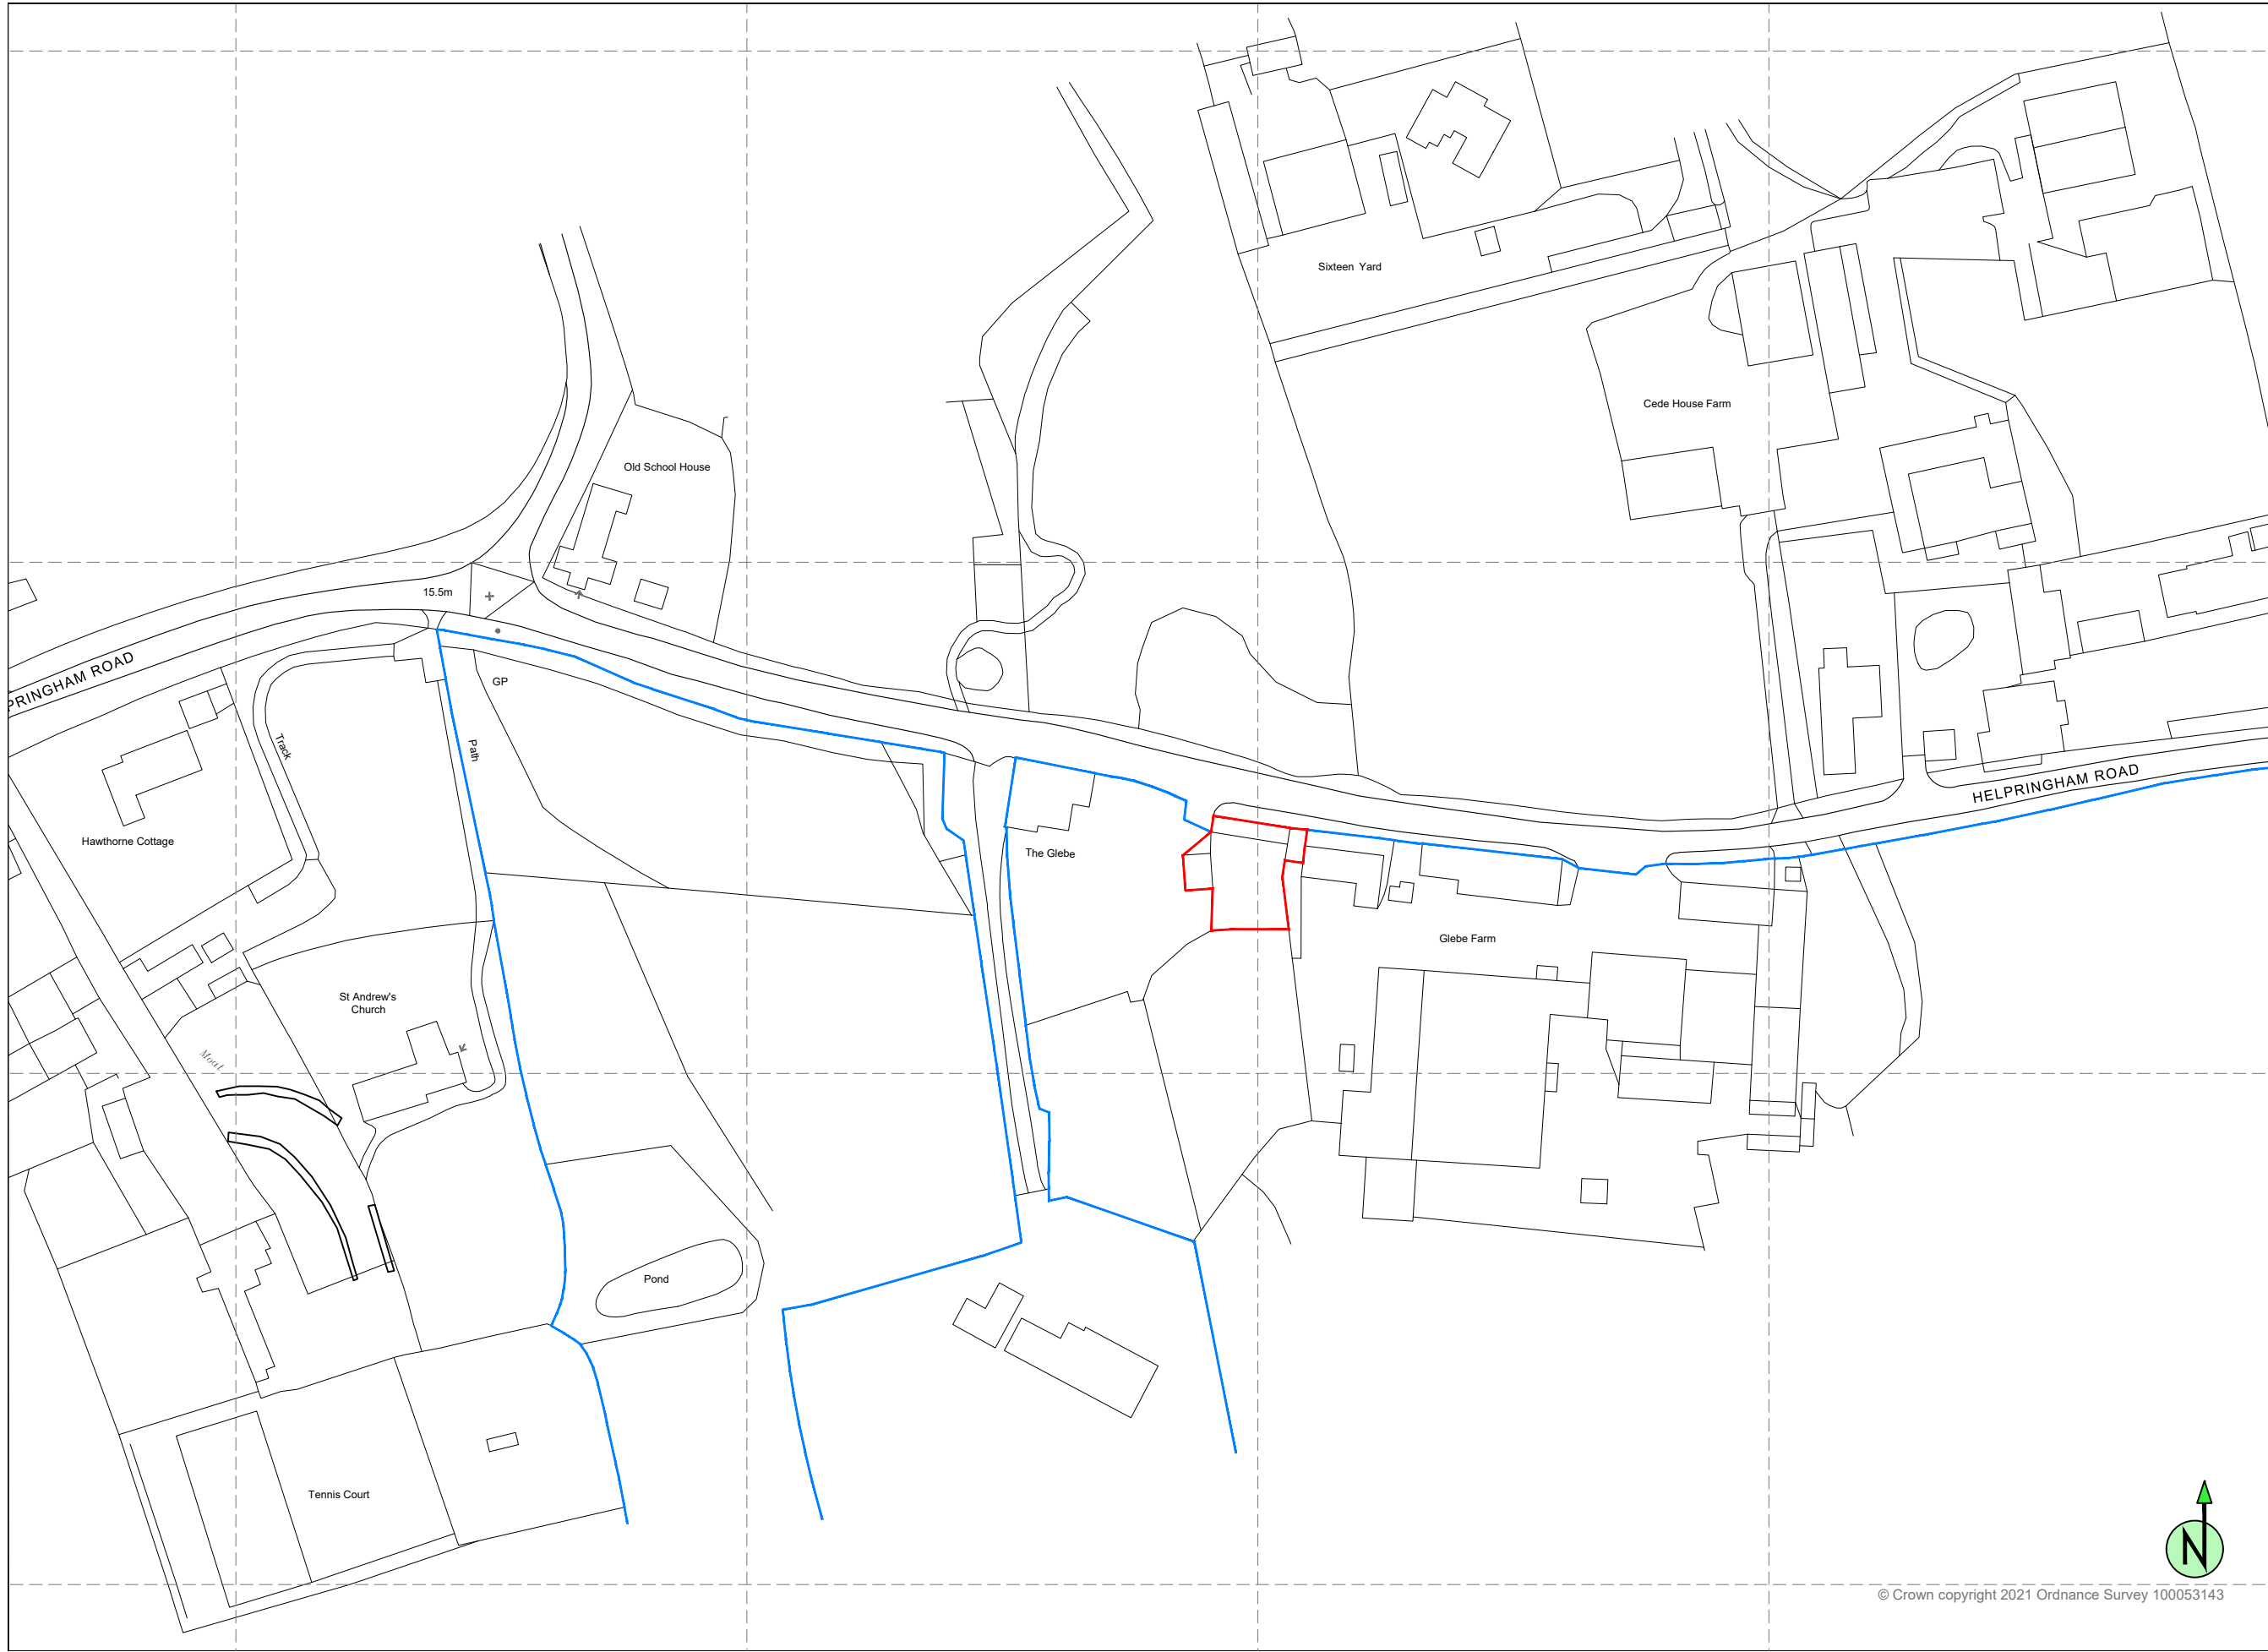 Sixteen Yard
Cede House Farm
Old School House
15.5m
PRINGHAM ROAD
GP
Track
Path
HELPRINGHAM ROAD
Hawthorne Cottage
The Glebe
Glebe Farm
St Andrew's
Church
Moat
Pond
Tennis Court
N
© Crown copyright 2021 Ordnance Survey 100053143